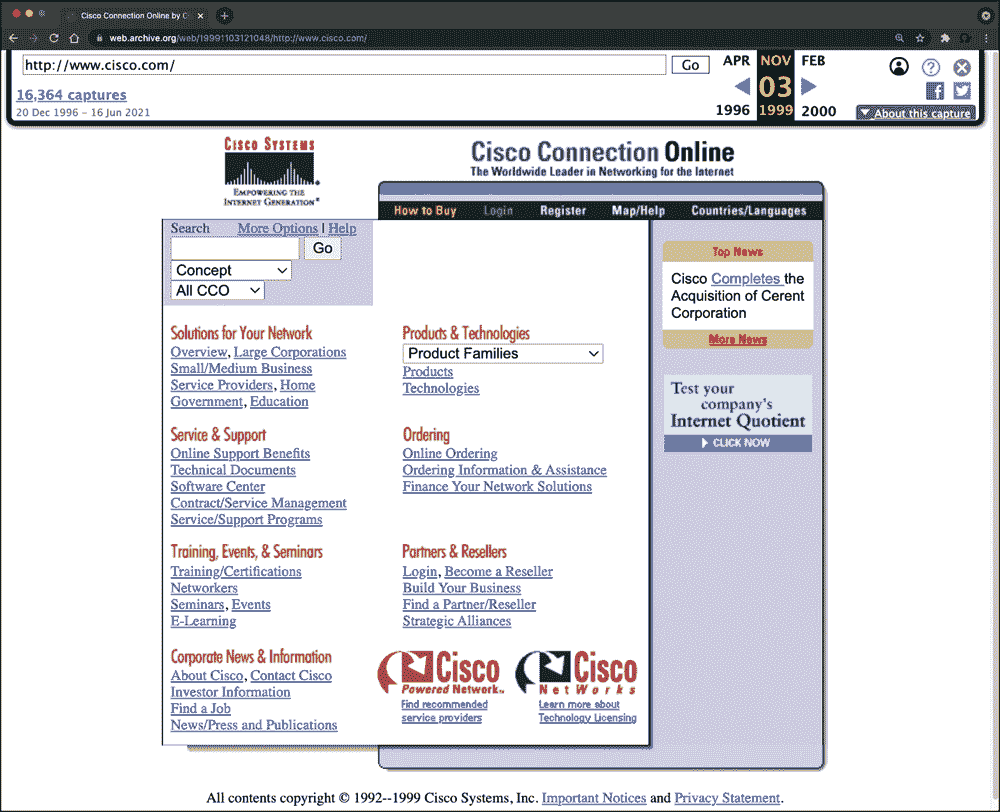 Cisco Connection Online by C
web.archive.org/web/19991103121048/http://www.cisco.com/
http://www.cisco.com/
Go
APR NOV FEB
03
1996 1999 2000
16,364 captures
20 Dec 1996 – 16 Jun 2021
About this capture
CISCO SYSTEMS
EMPOWERING THE
INTERNET GENERATION
Cisco Connection Online
The Worldwide Leader in Networking for the Internet
How to Buy Login Register Map/Help Countries/Languages
Search More Options | Help
Go
Concept
All CCO
Top News
Cisco Completes the
Acquisition of Cerent
Corporation
More News
Test your
company's
Internet Quotient
CLICK NOW
Solutions for Your Network
Overview, Large Corporations
Small/Medium Business
Service Providers, Home
Government, Education
Products & Technologies
Product Families
Products
Technologies
Service & Support
Online Support Benefits
Technical Documents
Software Center
Contract/Service Management
Service/Support Programs
Ordering
Online Ordering
Ordering Information & Assistance
Finance Your Network Solutions
Training, Events, & Seminars
Training/Certifications
Networkers
Seminars, Events
E-Learning
Partners & Resellers
Login, Become a Reseller
Build Your Business
Find a Partner/Reseller
Strategic Alliances
Corporate News & Information
About Cisco, Contact Cisco
Investor Information
Find a Job
News/Press and Publications
Cisco
Powered Network™
Find recommended
service providers
Cisco
NetWorks
Learn more about
Technology Licensing
All contents copyright © 1992--1999 Cisco Systems, Inc. Important Notices and Privacy Statement.